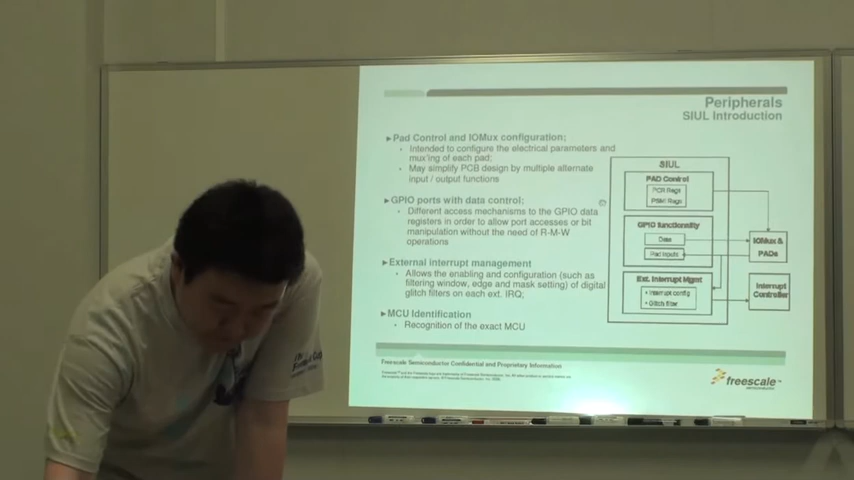 Peripherals
SIUL Introduction
►Pad Control and IOMux configuration;
• Intended to configure the electrical parameters and
mux'ing of each pad;
• May simplify PCB design by multiple alternate
input / output functions
►GPIO ports with data control;
• Different access mechanisms to the GPIO data
registers in order to allow port accesses or bit
manipulation without the need of R-M-W
operations
►External interrupt management
• Allows the enabling and configuration (such as
filtering window, edge and mask setting) of digital
glitch filters on each ext. IRQ;
►MCU Identification
• Recognition of the exact MCU
SIUL
PAD Control
PCR Regs
PSMI Regs
GPIO functionality
Data
Pad Inputs
Ext. Interrupt Mgmt
• Interrupt config
• Glitch filter
IOMux &
PADs
Interrupt
Controller
Freescale Semiconductor Confidential and Proprietary Information
freescale™
semiconductor